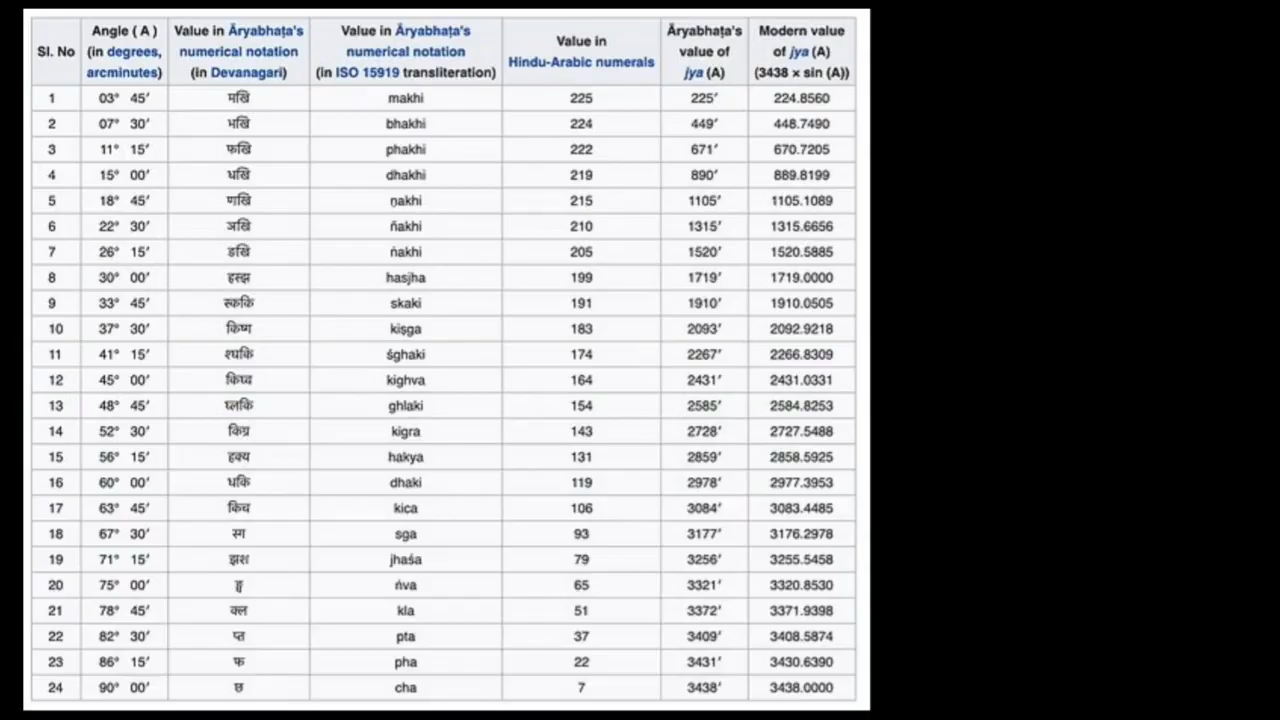 Sl. No | Angle ( A ) (in degrees, arcminutes) | Value in Āryabhaṭa's numerical notation (in Devanagari) | Value in Āryabhaṭa's numerical notation (in ISO 15919 transliteration) | Value in Hindu-Arabic numerals | Āryabhaṭa's value of jya (A) | Modern value of jya (A) (3438 × sin (A))
1 03° 45′ मखि makhi 225 225′ 224.8560
2 07° 30′ भखि bhakhi 224 449′ 448.7490
3 11° 15′ फखि phakhi 222 671′ 670.7205
4 15° 00′ धखि dhakhi 219 890′ 889.8199
5 18° 45′ णखि ṇakhi 215 1105′ 1105.1089
6 22° 30′ ञखि ñakhi 210 1315′ 1315.6656
7 26° 15′ ङखि ṅakhi 205 1520′ 1520.5885
8 30° 00′ हस्झ hasjha 199 1719′ 1719.0000
9 33° 45′ स्ककि skaki 191 1910′ 1910.0505
10 37° 30′ किष्ग kiṣga 183 2093′ 2092.9218
11 41° 15′ श्घकि śghaki 174 2267′ 2266.8309
12 45° 00′ किघ्व kighva 164 2431′ 2431.0331
13 48° 45′ घ्लकि ghlaki 154 2585′ 2584.8253
14 52° 30′ किग्र kigra 143 2728′ 2727.5488
15 56° 15′ हक्य hakya 131 2859′ 2858.5925
16 60° 00′ धकि dhaki 119 2978′ 2977.3953
17 63° 45′ किच kica 106 3084′ 3083.4485
18 67° 30′ स्ग sga 93 3177′ 3176.2978
19 71° 15′ झश jhaśa 79 3256′ 3255.5458
20 75° 00′ ङ्व ṅva 65 3321′ 3320.8530
21 78° 45′ क्ल kla 51 3372′ 3371.9398
22 82° 30′ प्त pta 37 3409′ 3408.5874
23 86° 15′ फ pha 22 3431′ 3430.6390
24 90° 00′ छ cha 7 3438′ 3438.0000